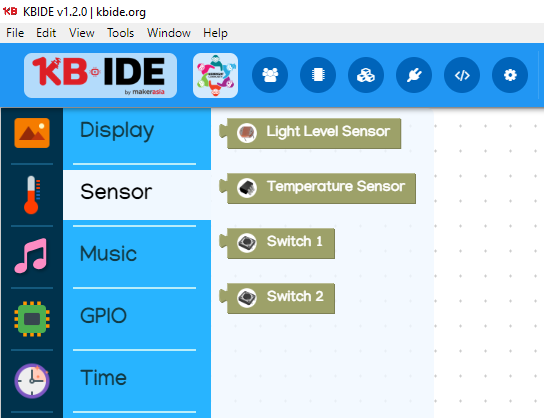 KBIDE v1.2.0 | kbide.org
File Edit View Tools Window Help
KB IDE
by makerasia
Display
Sensor
Music
GPIO
Time
Light Level Sensor
Temperature Sensor
Switch 1
Switch 2